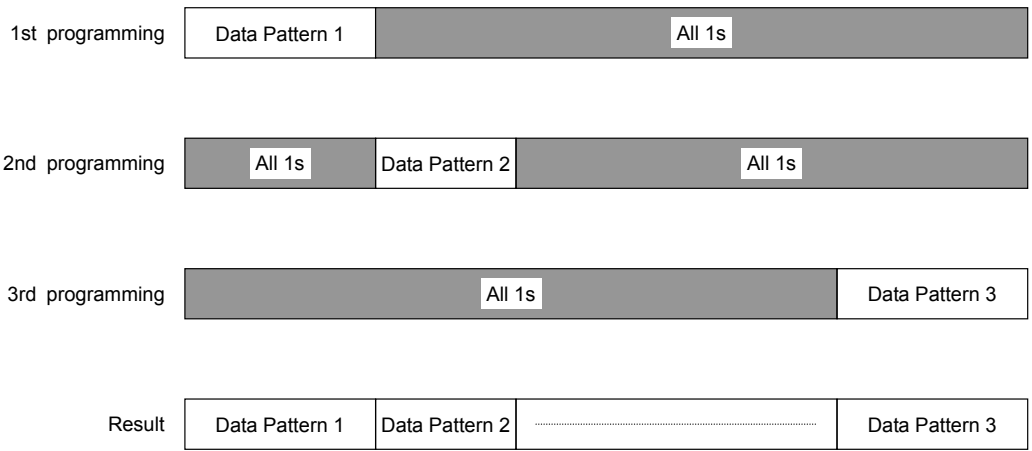 1st programming Data Pattern 1 All 1s
2nd programming All 1s Data Pattern 2 All 1s
3rd programming All 1s Data Pattern 3
Result Data Pattern 1 Data Pattern 2 Data Pattern 3